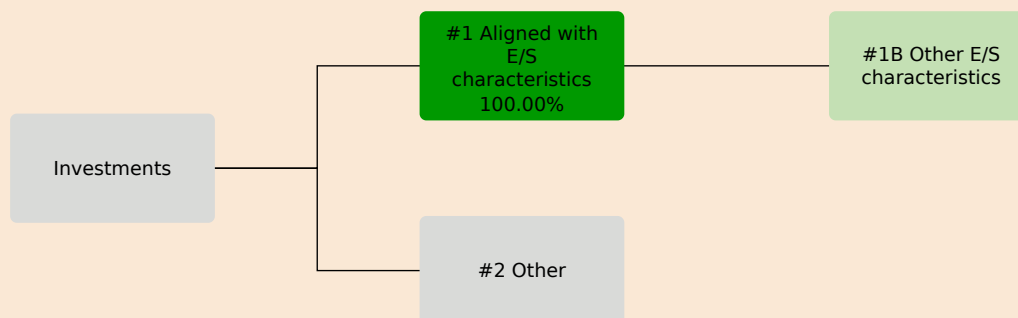 #1 Aligned with
E/S
characteristics
100.00%
#1B Other E/S
characteristics
Investments
#2 Other